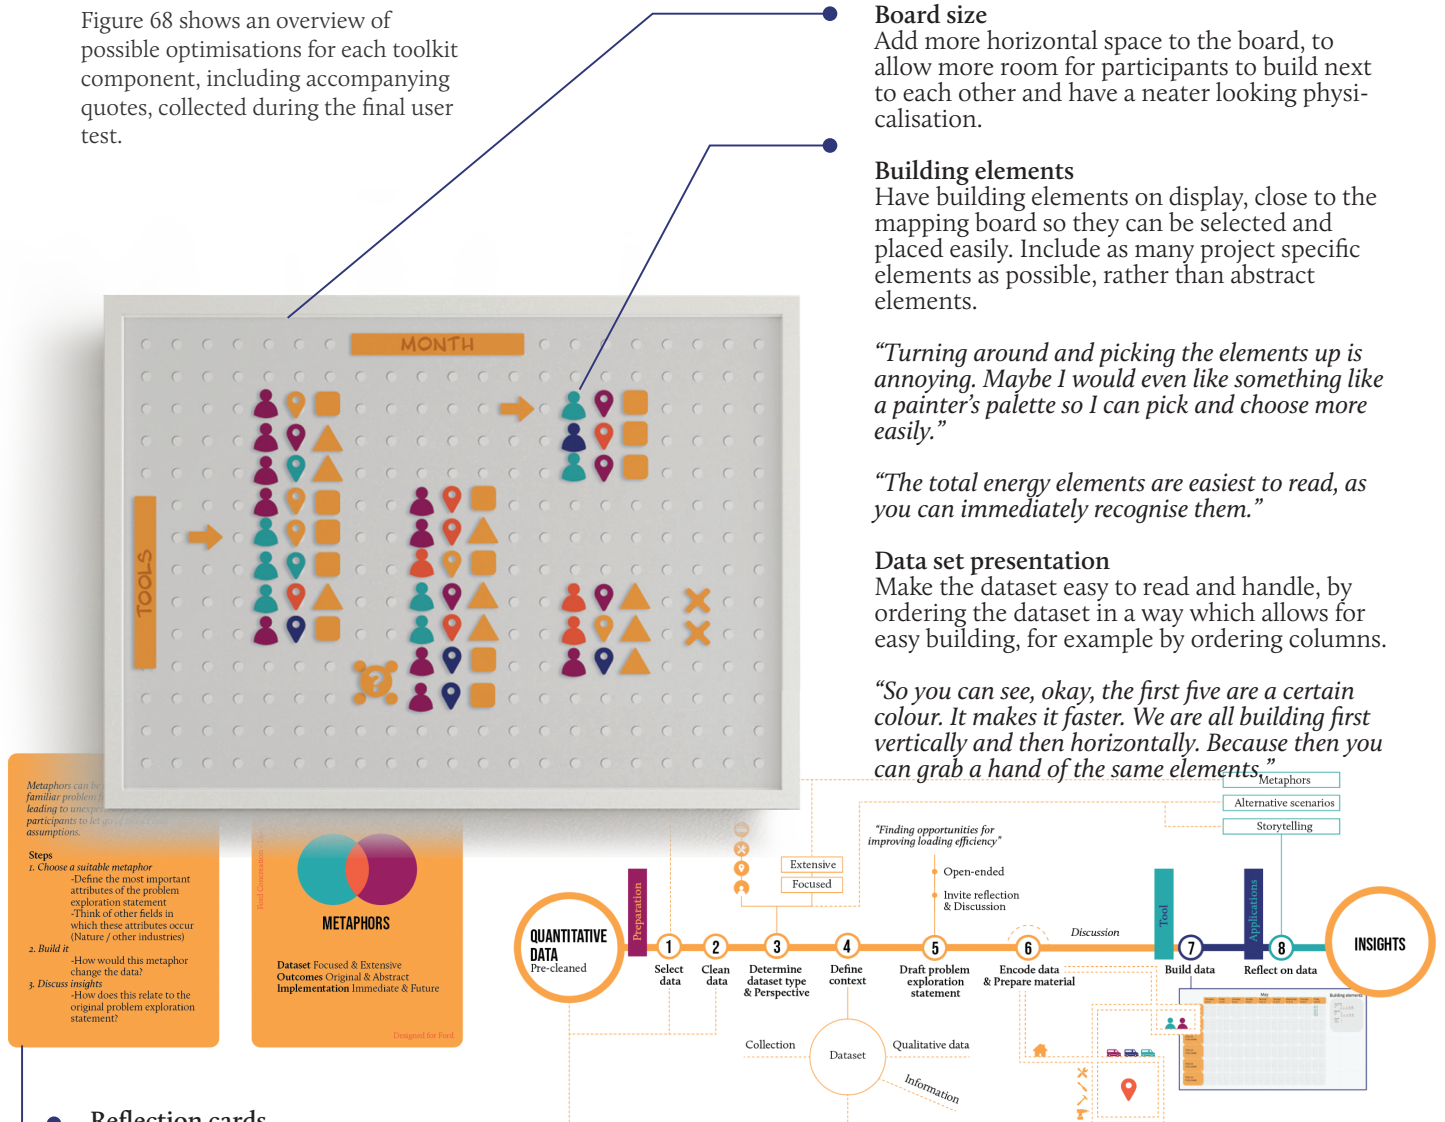 Figure 68 shows an overview of
possible optimisations for each toolkit
component, including accompanying
quotes, collected during the final user
test.
Board size
Add more horizontal space to the board, to
allow more room for participants to build next
to each other and have a neater looking physi-
calisation.
Building elements
Have building elements on display, close to the
mapping board so they can be selected and
placed easily. Include as many project specific
elements as possible, rather than abstract
elements.
“Turning around and picking the elements up is
annoying. Maybe I would even like something like
a painter’s palette so I can pick and choose more
easily.”
“The total energy elements are easiest to read, as
you can immediately recognise them.”
Data set presentation
Make the dataset easy to read and handle, by
ordering the dataset in a way which allows for
easy building, for example by ordering columns.
“So you can see, okay, the first five are a certain
colour. It makes it faster. We are all building first
vertically and then horizontally. Because then you
can grab a hand of the same elements.”
MONTH
TOOLS
?
Metaphors can be
familiar problem
leading to
participants to let
assumptions.
Steps
1. Choose a suitable metaphor
-Define the most important
attributes of the problem
exploration statement
-Think of other fields in
which these attributes occur
(Nature / other industries)
2. Build it
-How would this metaphor
change the data?
3. Discuss insights
-How does this relate to the
original problem exploration
statement?
METAPHORS
Dataset Focused & Extensive
Outcomes Original & Abstract
Implementation Immediate & Future
Designed for Ford
Metaphors
Alternative scenarios
Storytelling
"Finding opportunities for
improving loading efficiency"
Extensive
Focused
Open-ended
Invite reflection
& Discussion
QUANTITATIVE
DATA
Pre-cleaned
Preparation
1
Select
data
2
Clean
data
3
Determine
dataset type
& Perspective
4
Define
context
5
Draft problem
exploration
statement
6
Encode data
& Prepare material
Discussion
Tool
7
Build data
Applications
8
Reflect on data
INSIGHTS
Collection
Dataset
Qualitative data
Information
May
Building elements
Reflection cards